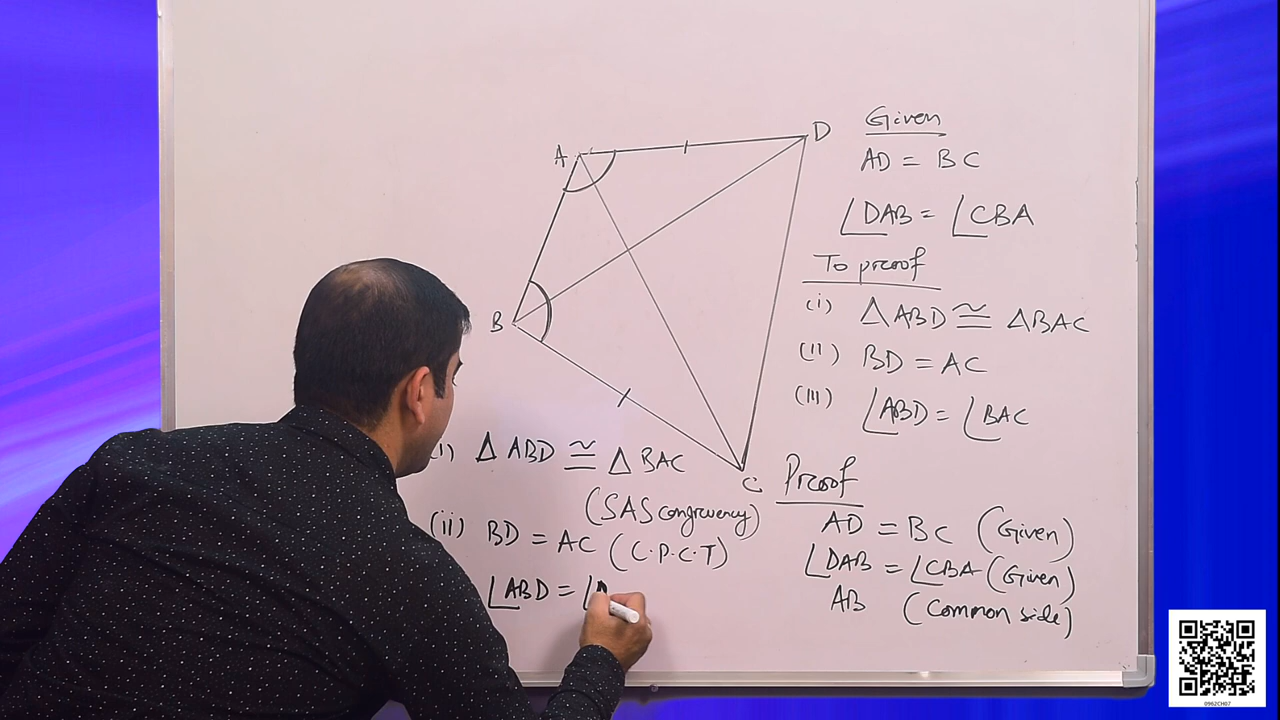 A
D
B
C
Given
AD = BC
∠DAB = ∠CBA
To proof
(i) △ABD ≅ △BAC
(ii) BD = AC
(iii) ∠ABD = ∠BAC
Proof
AD = BC (Given)
∠DAB = ∠CBA (Given)
AB (Common side)
i) △ABD ≅ △BAC
(SAS congruency)
(ii) BD = AC (C.P.C.T)
∠ABD = ∠
0962CH07